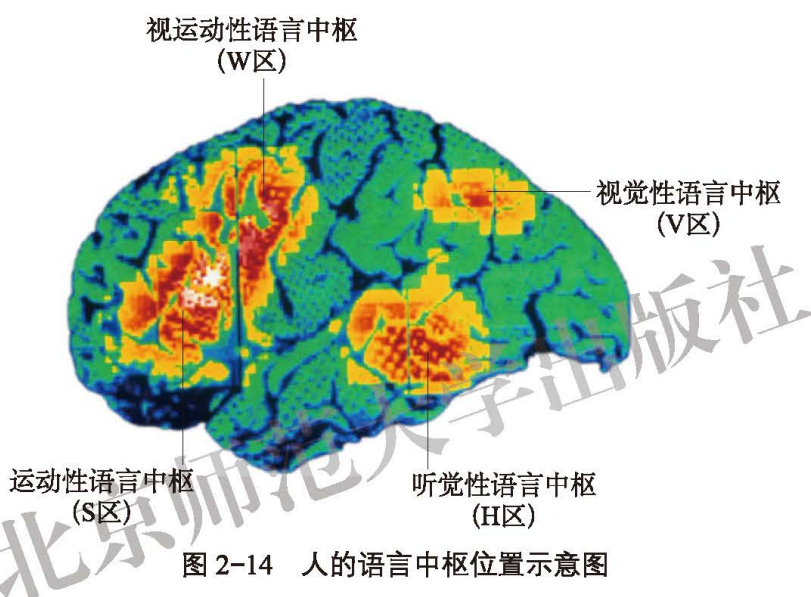 视运动性语言中枢
(W区)
视觉性语言中枢
(V区)
运动性语言中枢
(S区)
听觉性语言中枢
(H区)
北京师范大学出版社
图 2-14 人的语言中枢位置示意图